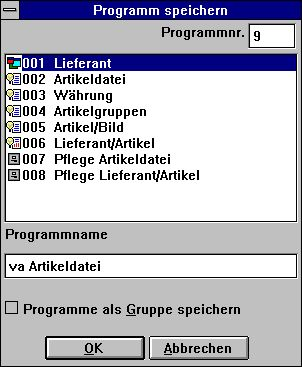 Programm speichern
Programmnr. 9
001 Lieferant
002 Artikeldatei
003 Währung
004 Artikelgruppen
005 Artikel/Bild
006 Lieferant/Artikel
007 Pflege Artikeldatei
008 Pflege Lieferant/Artikel
Programmname
va Artikeldatei
Programme als Gruppe speichern
OK Abbrechen